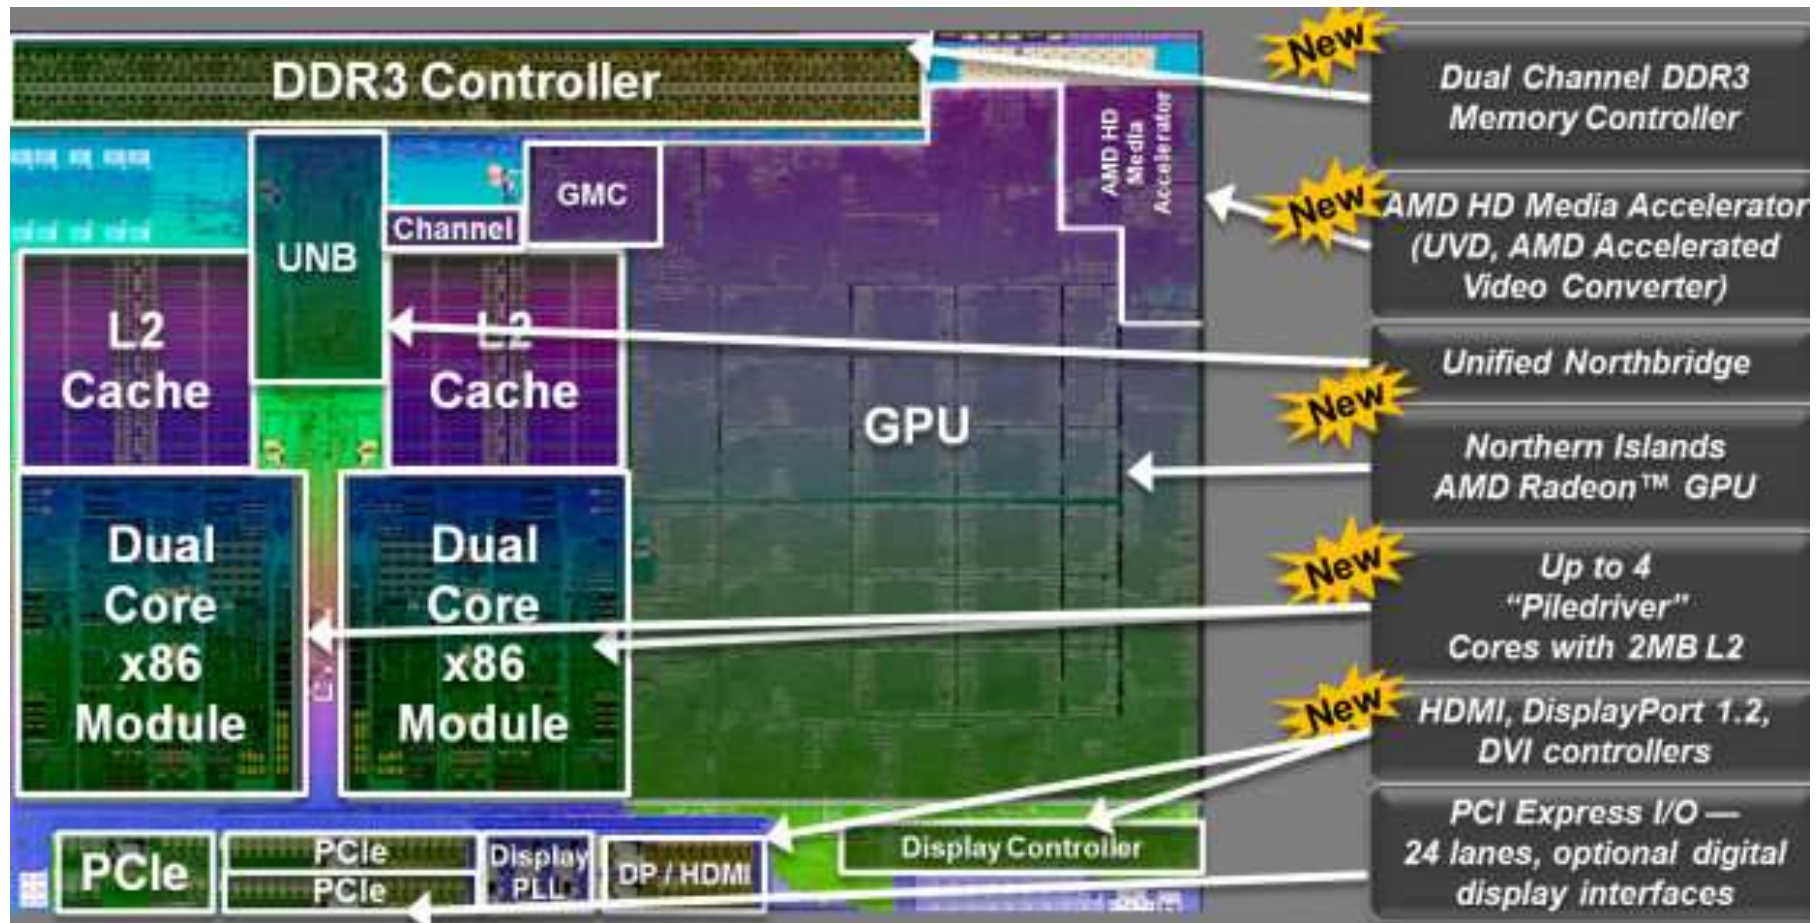 DDR3 Controller
AMD HD
Media
Accelerator
GMC
Channel
UNB
L2
Cache
L2
Cache
GPU
Dual
Core
x86
Module
Dual
Core
x86
Module
PCIe
PCIe
PCIe
Display
PLL
DP / HDMI
Display Controller
New
Dual Channel DDR3
Memory Controller
New
AMD HD Media Accelerator
(UVD, AMD Accelerated
Video Converter)
Unified Northbridge
New
Northern Islands
AMD Radeon™ GPU
New
Up to 4
“Piledriver”
Cores with 2MB L2
New
HDMI, DisplayPort 1.2,
DVI controllers
PCI Express I/O —
24 lanes, optional digital
display interfaces